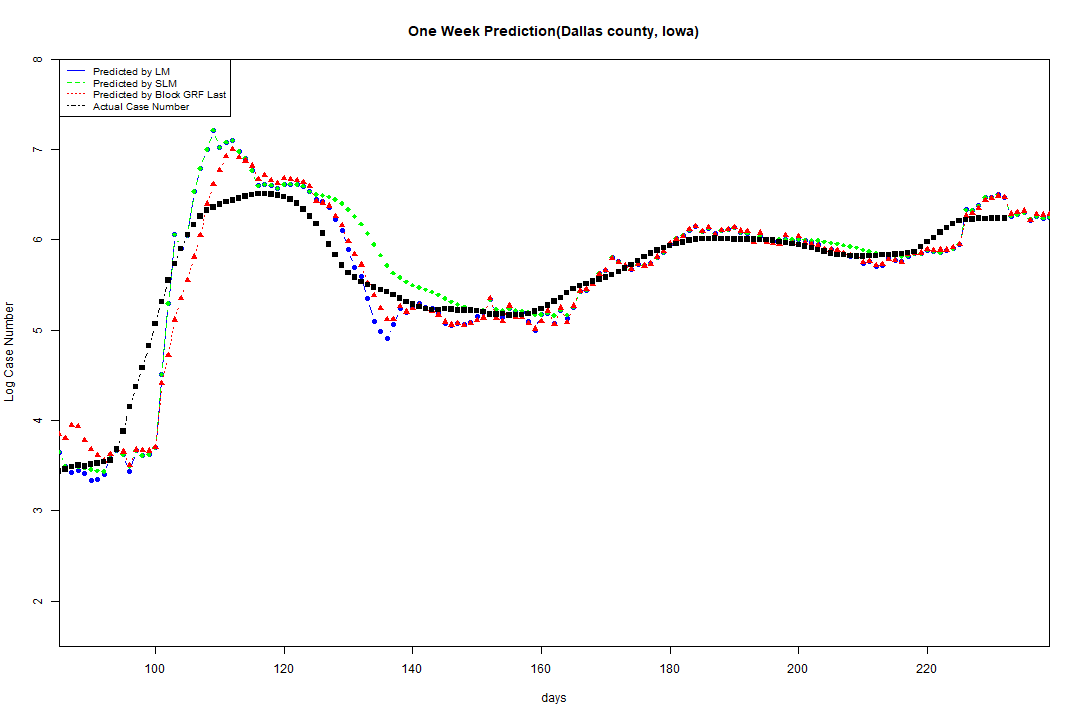 One Week Prediction(Dallas county, Iowa)
Predicted by LM
Predicted by SLM
Predicted by Block GRF Last
Actual Case Number
Log Case Number
8
7
6
5
4
3
2
100 120 140 160 180 200 220
days